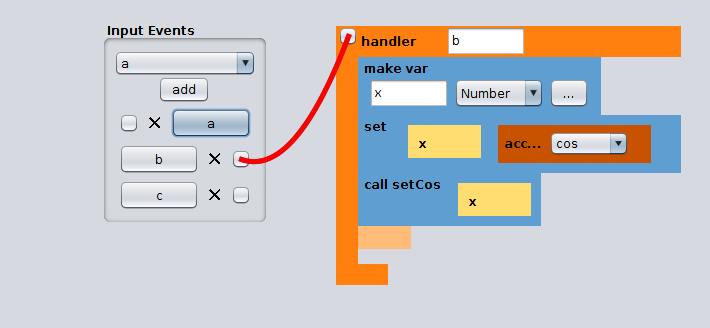 Input Events
a
add
a
b
c
handler b
make var
x Number ...
set x acc... cos
call setCos x